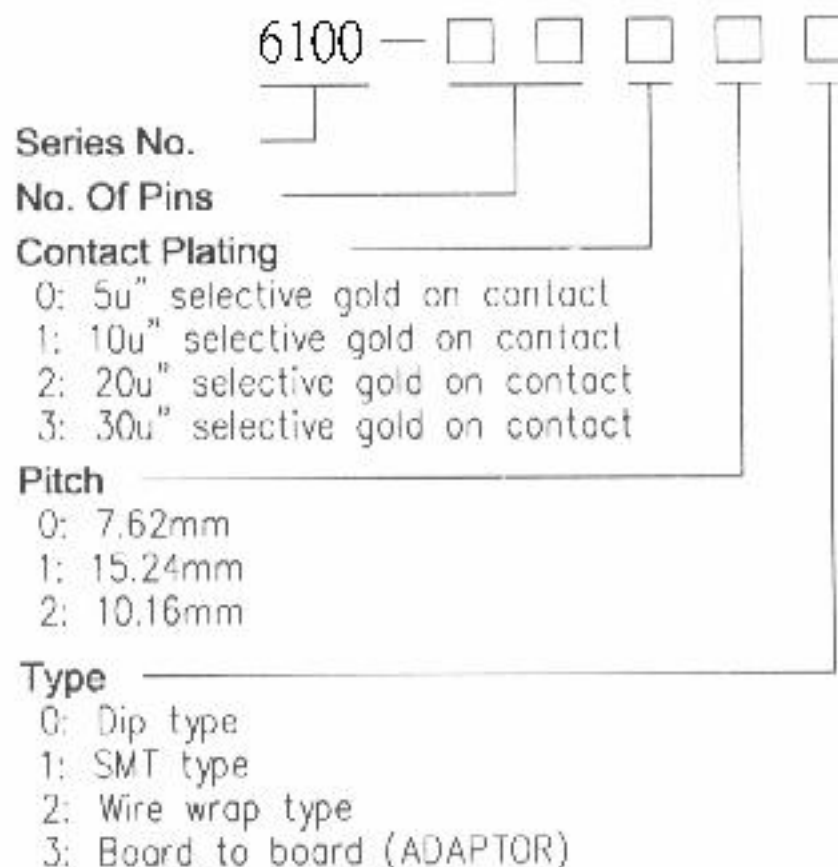 6100 — □ □ □ □ □
Series No.
No. Of Pins
Contact Plating
0: 5u" selective gold on contact
1: 10u" selective gold on contact
2: 20u" selective gold on contact
3: 30u" selective gold on contact
Pitch
0: 7.62mm
1: 15.24mm
2: 10.16mm
Type
0: Dip type
1: SMT type
2: Wire wrap type
3: Board to board (ADAPTOR)